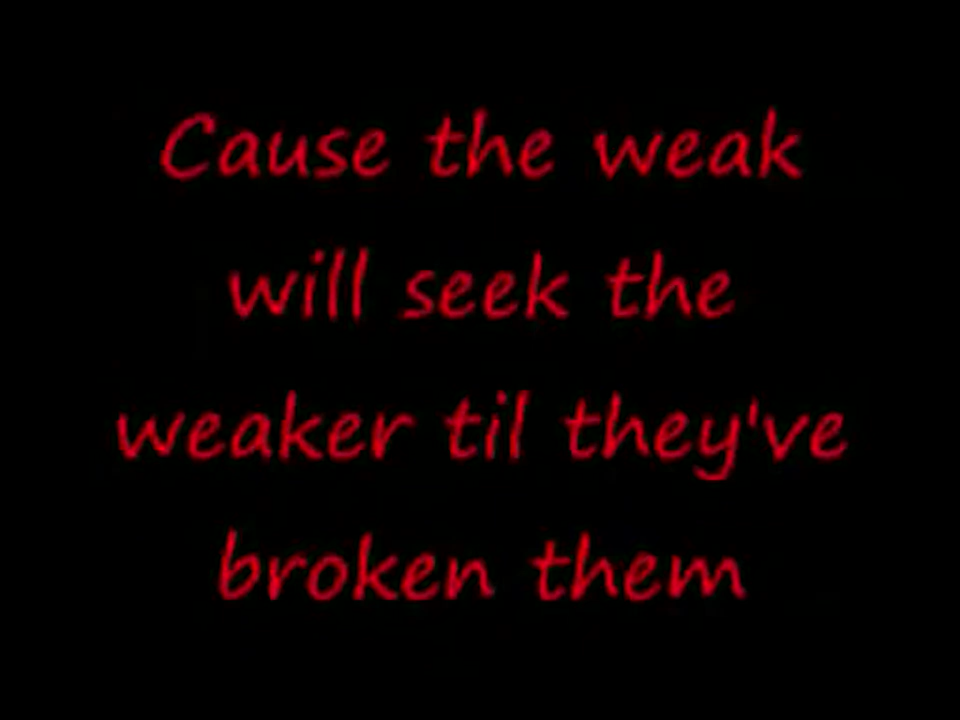 Cause the weak
will seek the
weaker til they've
broken them